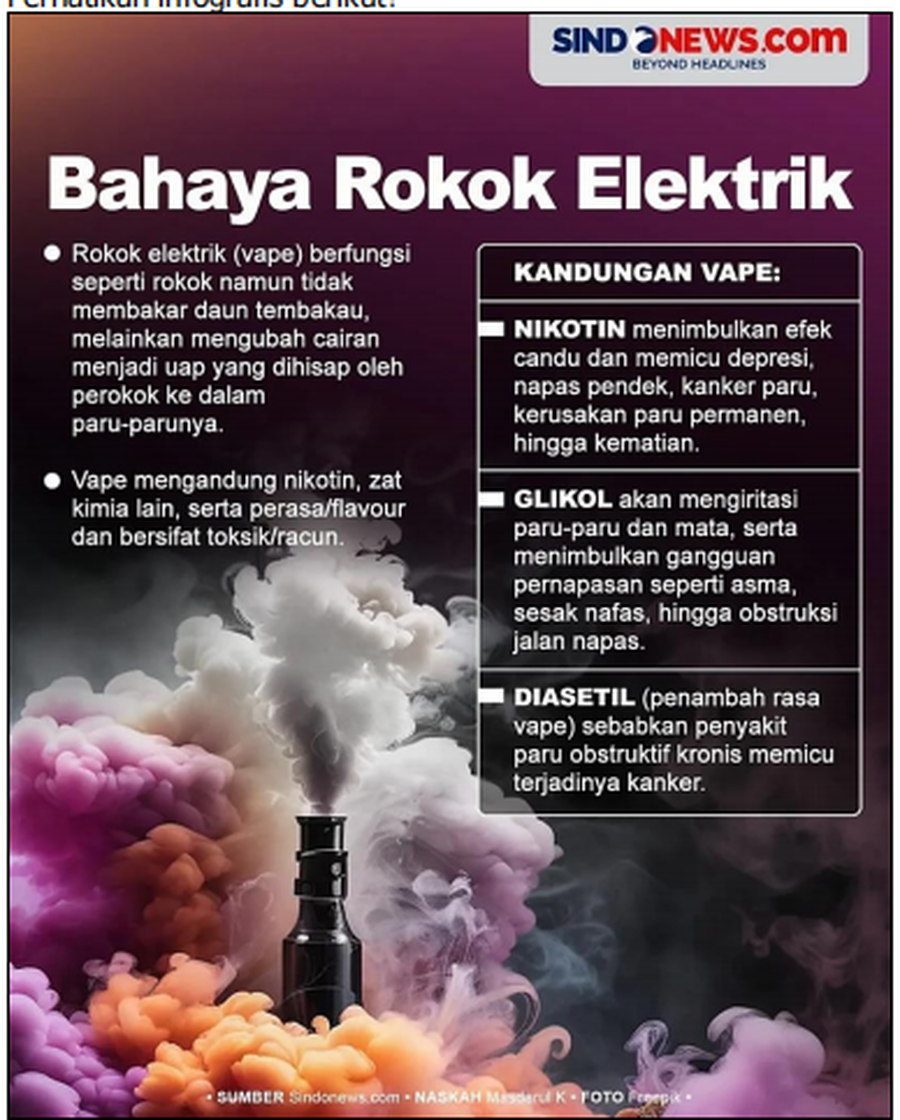 Perhatikan infografis berikut!
SINDONEWS.com
BEYOND HEADLINES
Bahaya Rokok Elektrik
Rokok elektrik (vape) berfungsi
seperti rokok namun tidak
membakar daun tembakau,
melainkan mengubah cairan
menjadi uap yang dihisap oleh
perokok ke dalam
paru-parunya.
Vape mengandung nikotin, zat
kimia lain, serta perasa/flavour
dan bersifat toksik/racun.
KANDUNGAN VAPE:
NIKOTIN menimbulkan efek
candu dan memicu depresi,
napas pendek, kanker paru,
kerusakan paru permanen,
hingga kematian.
GLIKOL akan mengiritasi
paru-paru dan mata, serta
menimbulkan gangguan
pernapasan seperti asma,
sesak nafas, hingga obstruksi
jalan napas.
DIASETIL (penambah rasa
vape) sebabkan penyakit
paru obstruktif kronis memicu
terjadinya kanker.
• SUMBER Sindonews.com • NASKAH Masdarul K • FOTO Freepik •